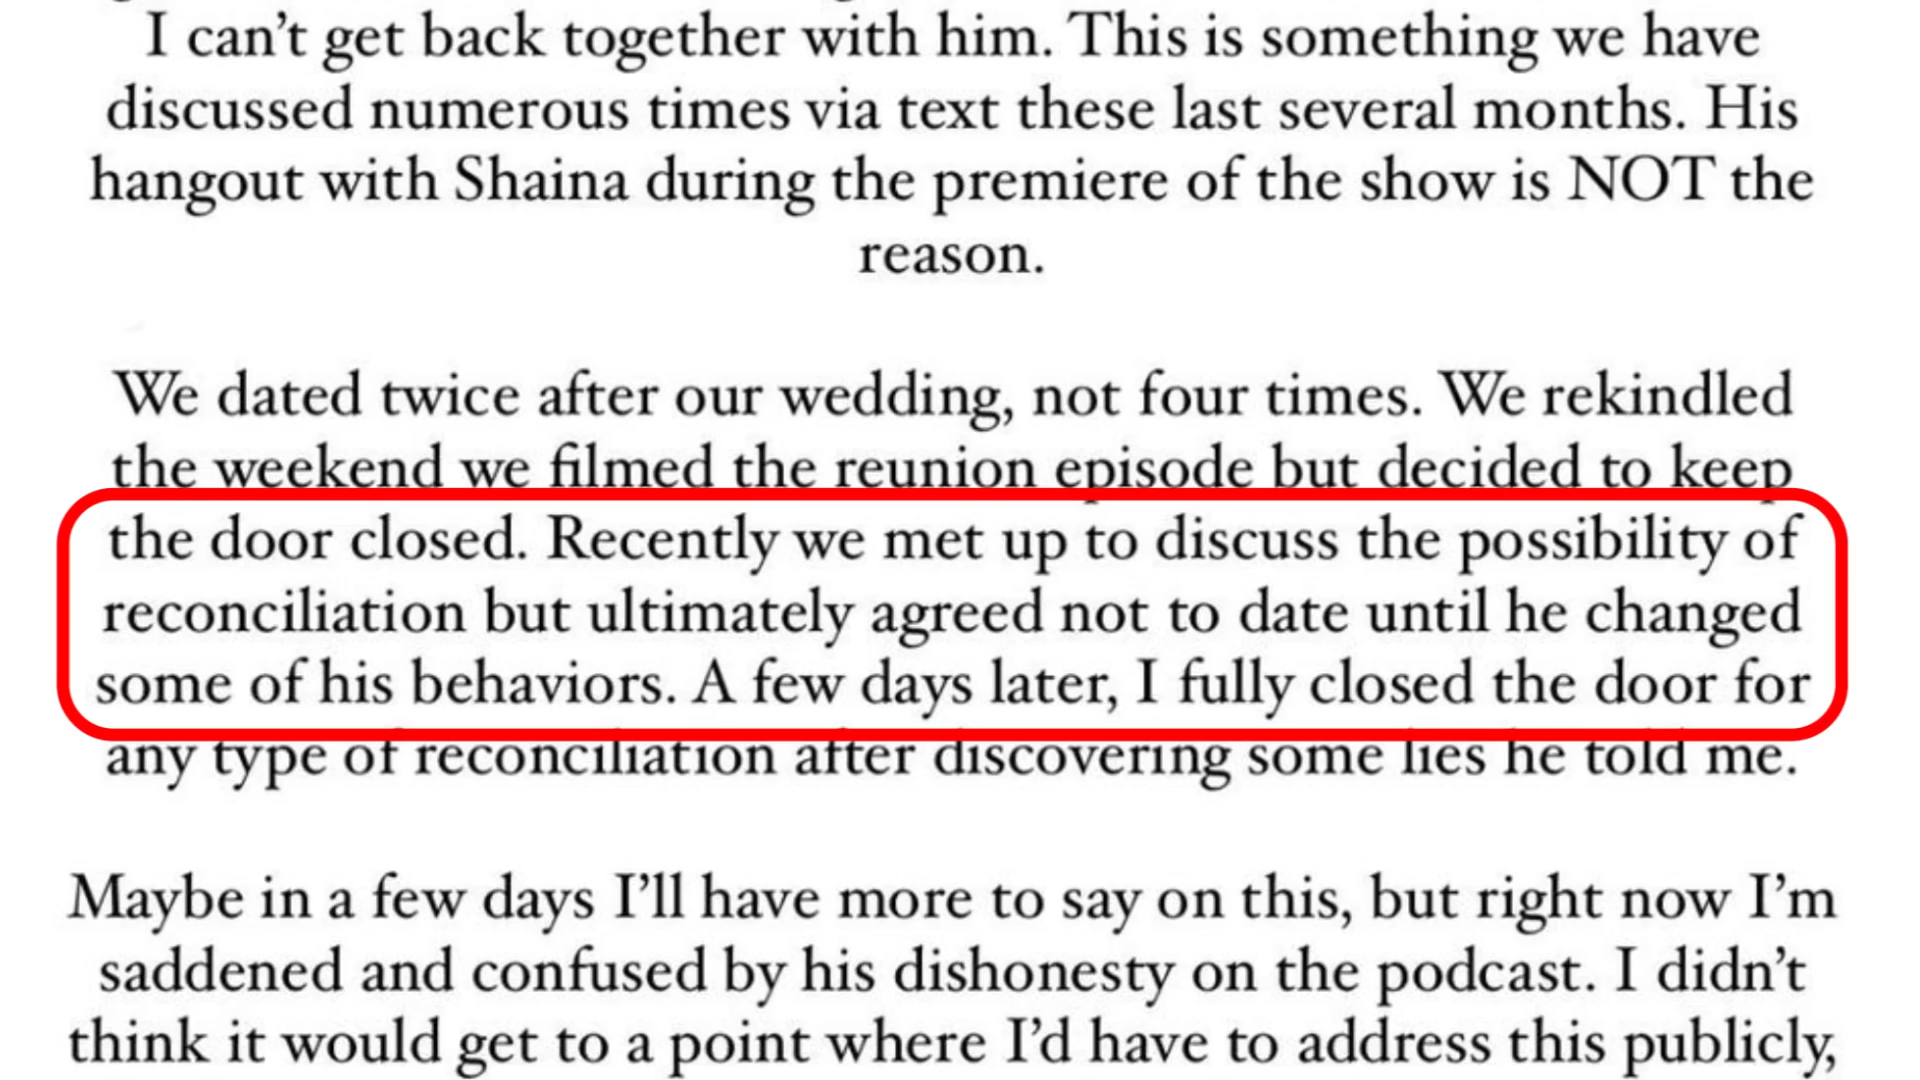 I can't get back together with him. This is something we have
discussed numerous times via text these last several months. His
hangout with Shaina during the premiere of the show is NOT the
reason.
We dated twice after our wedding, not four times. We rekindled
the weekend we filmed the reunion episode but decided to keep
the door closed. Recently we met up to discuss the possibility of
reconciliation but ultimately agreed not to date until he changed
some of his behaviors. A few days later, I fully closed the door for
any type of reconciliation after discovering some lies he told me.
Maybe in a few days I'll have more to say on this, but right now I'm
saddened and confused by his dishonesty on the podcast. I didn't
think it would get to a point where I'd have to address this publicly,